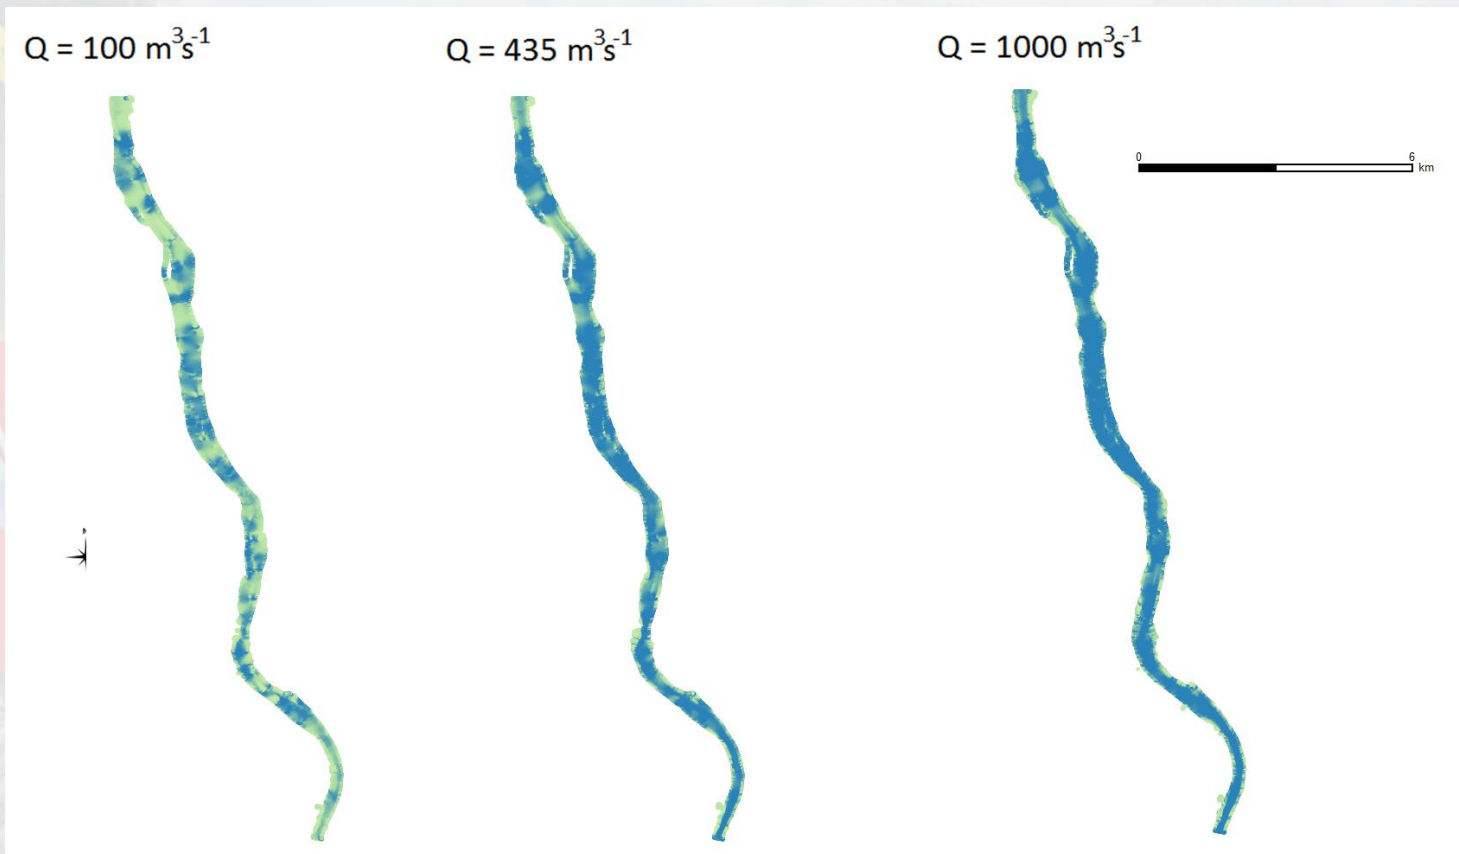 Q = 100 m³s⁻¹
Q = 435 m³s⁻¹
Q = 1000 m³s⁻¹
0 6 km